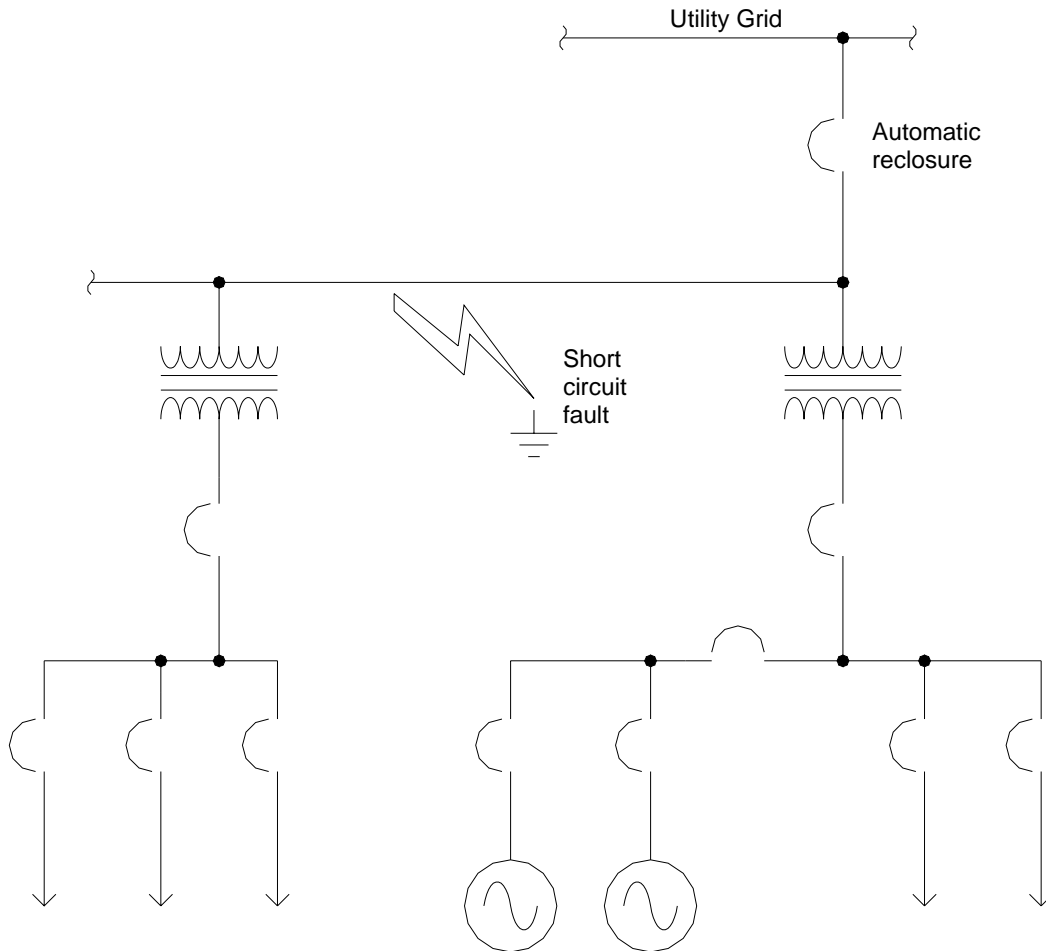 Utility Grid
Automatic
reclosure
Short
circuit
fault